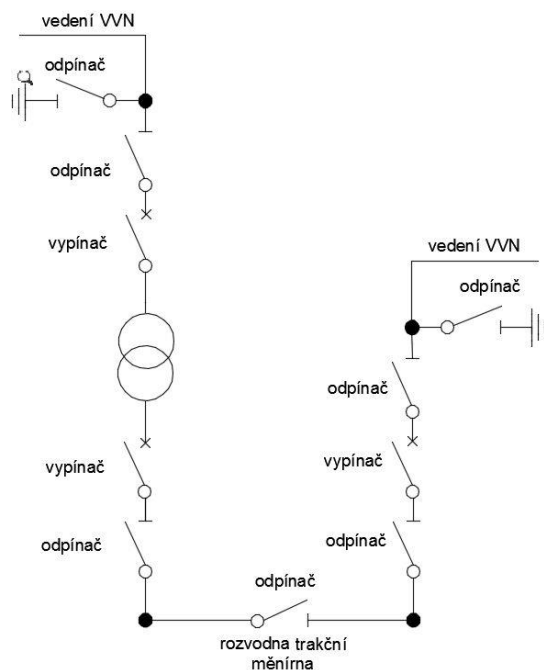 vedení VVN
odpínač
odpínač
vypínač
vedení VVN
odpínač
odpínač
vypínač
vypínač
odpínač
odpínač
odpínač
rozvodna trakční
měnírna